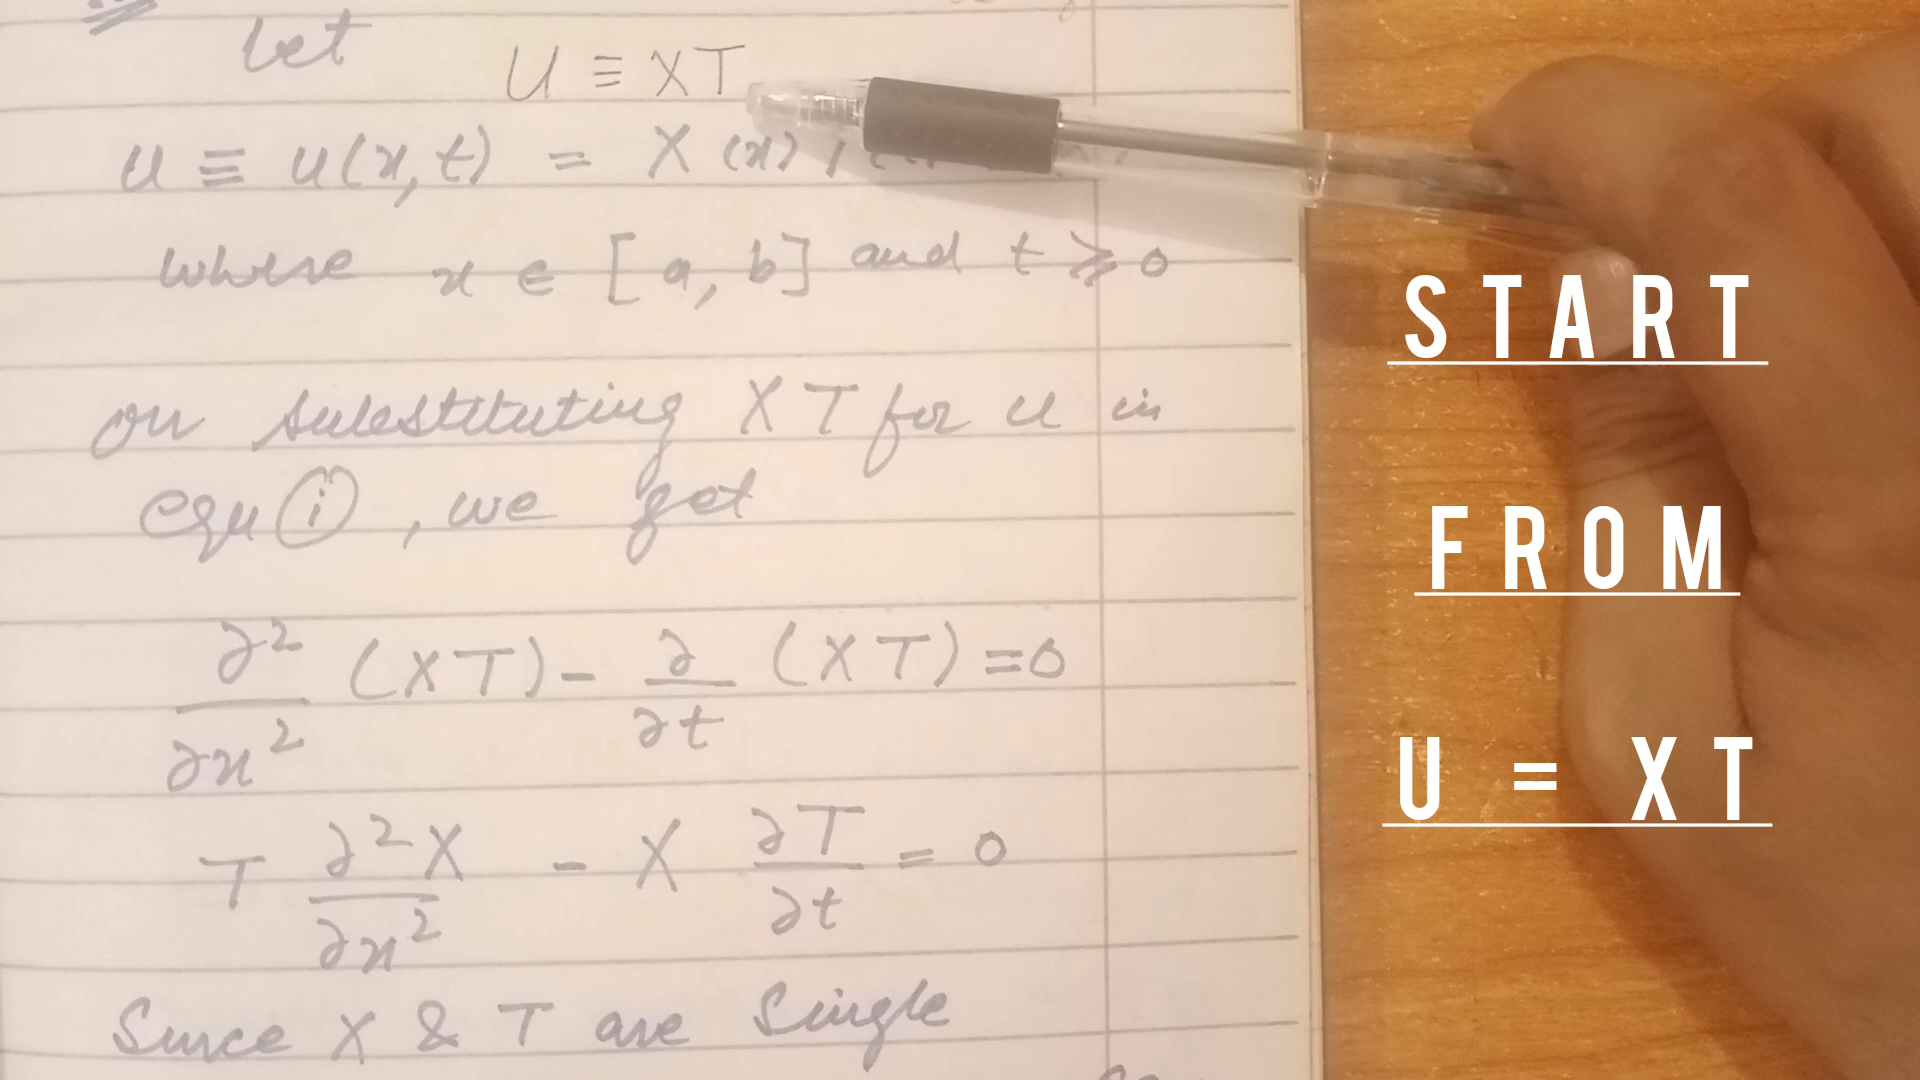 Let
U ≡ XT
u ≡ u(x,t) = X(x)
where x ∈ [a, b] and t ⩾ 0
on substituting XT for u in
equ (i), we get
∂²/∂x² (XT) - ∂/∂t (XT) = 0
T ∂²X/∂x² - X ∂T/∂t = 0
Since X & T are Single
START
FROM
U = XT